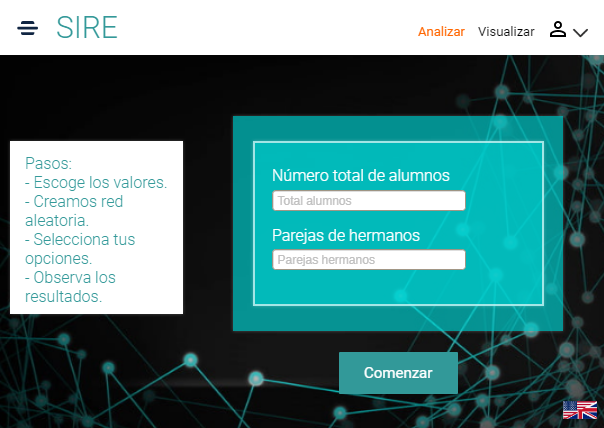 SIRE
Analizar
Visualizar
Pasos:
- Escoge los valores.
- Creamos red
aleatoria.
- Selecciona tus
opciones.
- Observa los
resultados.
Número total de alumnos
Total alumnos
Parejas de hermanos
Parejas hermanos
Comenzar